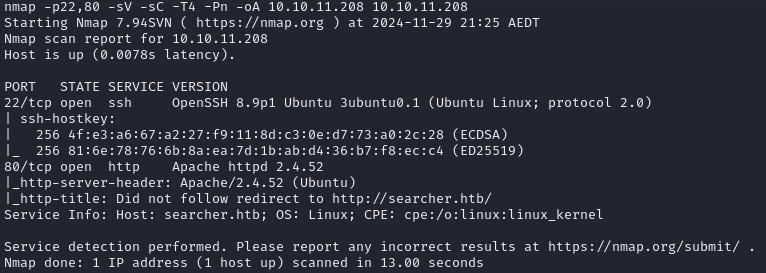 nmap -p22,80 -sV -sC -T4 -Pn -oA 10.10.11.208 10.10.11.208
Starting Nmap 7.94SVN ( https://nmap.org ) at 2024-11-29 21:25 AEDT
Nmap scan report for 10.10.11.208
Host is up (0.0078s latency).

PORT   STATE SERVICE VERSION
22/tcp open  ssh     OpenSSH 8.9p1 Ubuntu 3ubuntu0.1 (Ubuntu Linux; protocol 2.0)
| ssh-hostkey:
|   256 4f:e3:a6:67:a2:27:f9:11:8d:c3:0e:d7:73:a0:2c:28 (ECDSA)
|_  256 81:6e:78:76:6b:8a:ea:7d:1b:ab:d4:36:b7:f8:ec:c4 (ED25519)
80/tcp open  http    Apache httpd 2.4.52
|_http-server-header: Apache/2.4.52 (Ubuntu)
|_http-title: Did not follow redirect to http://searcher.htb/
Service Info: Host: searcher.htb; OS: Linux; CPE: cpe:/o:linux:linux_kernel

Service detection performed. Please report any incorrect results at https://nmap.org/submit/ .
Nmap done: 1 IP address (1 host up) scanned in 13.00 seconds